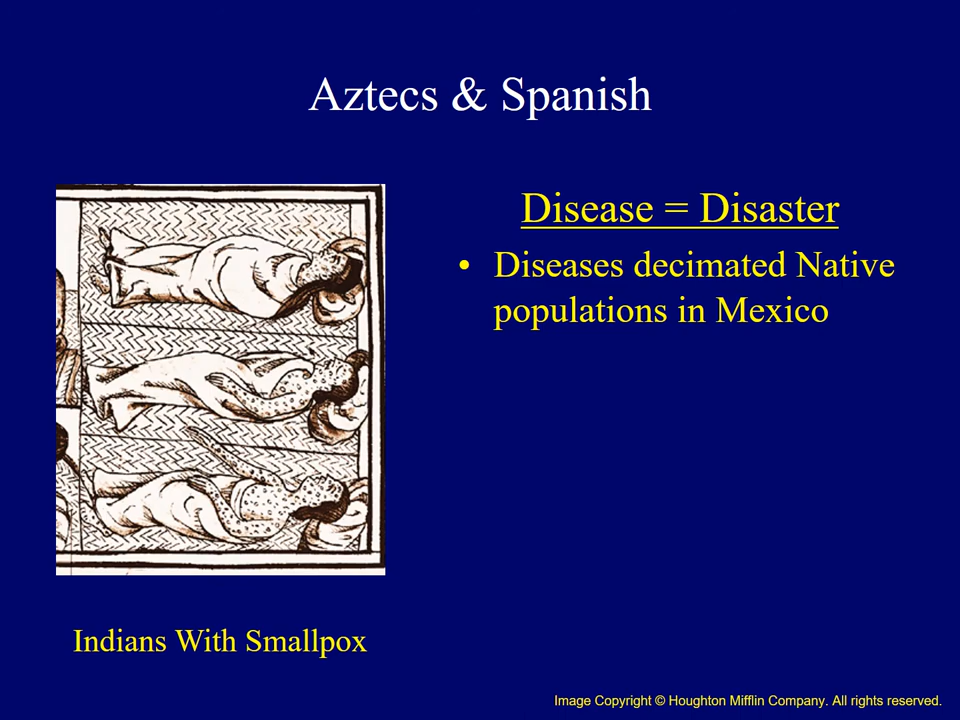 Aztecs & Spanish
Disease = Disaster
• Diseases decimated Native
populations in Mexico
Indians With Smallpox
Image Copyright © Houghton Mifflin Company. All rights reserved.